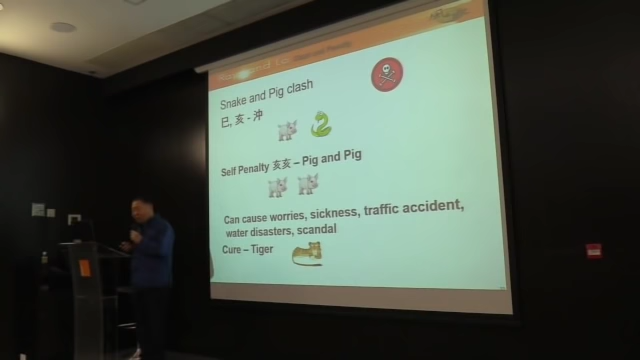 Snake and Pig clash
巳, 亥 - 沖
Self Penalty 亥亥 – Pig and Pig
Can cause worries, sickness, traffic accident,
water disasters, scandal
Cure – Tiger